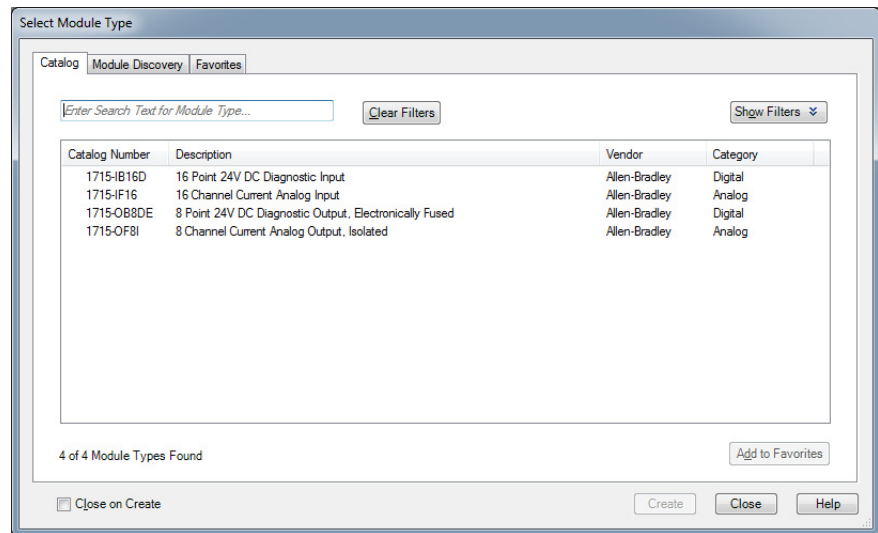 Select Module Type
Catalog Module Discovery Favorites
Enter Search Text for Module Type... Clear Filters Show Filters
Catalog Number Description Vendor Category
1715-IB16D 16 Point 24V DC Diagnostic Input Allen-Bradley Digital
1715-IF16 16 Channel Current Analog Input Allen-Bradley Analog
1715-OB8DE 8 Point 24V DC Diagnostic Output, Electronically Fused Allen-Bradley Digital
1715-OF8I 8 Channel Current Analog Output, Isolated Allen-Bradley Analog
4 of 4 Module Types Found Add to Favorites
Close on Create Create Close Help